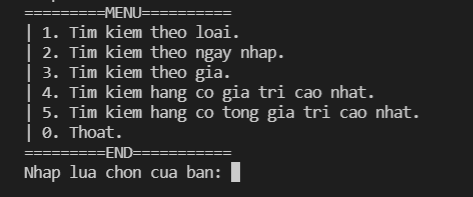 =========MENU==========
| 1. Tim kiem theo loai.
| 2. Tim kiem theo ngay nhap.
| 3. Tim kiem theo gia.
| 4. Tim kiem hang co gia tri cao nhat.
| 5. Tim kiem hang co tong gia tri cao nhat.
| 0. Thoat.
=========END===========
Nhap lua chon cua ban: